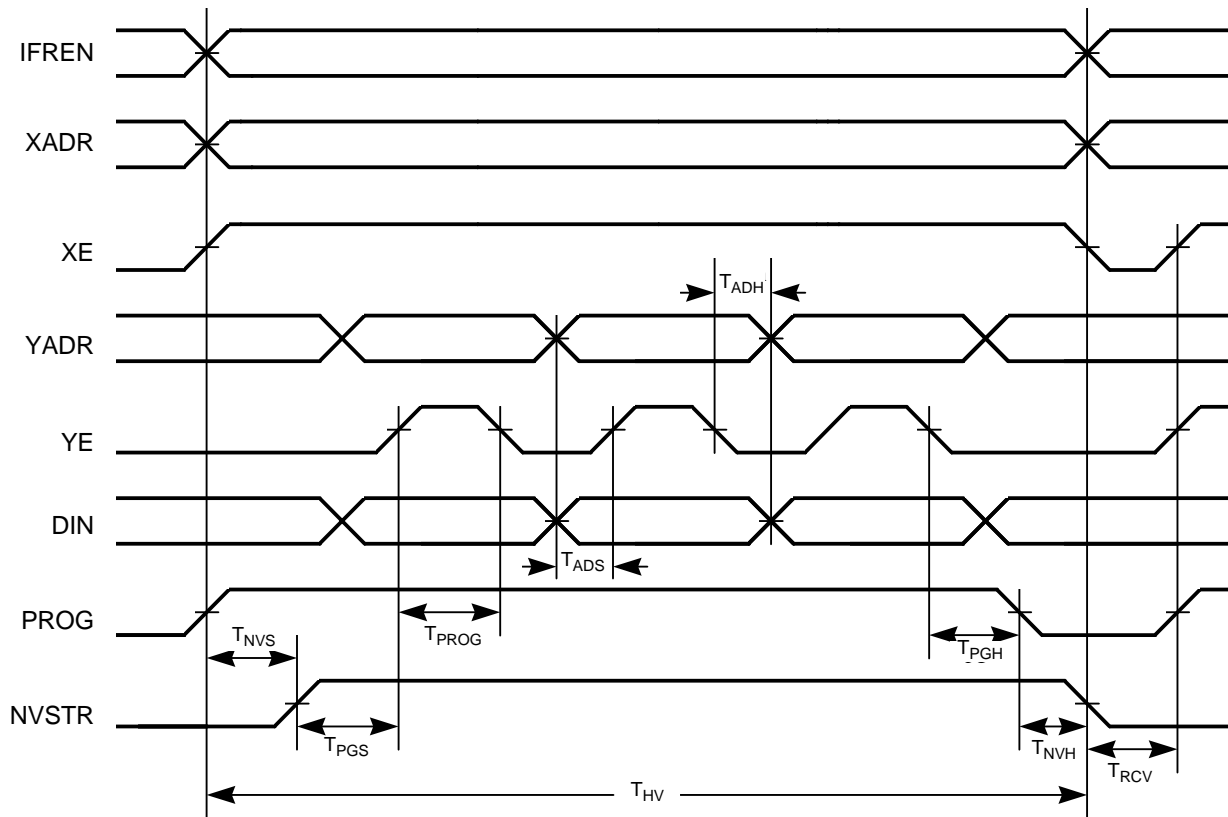 IFREN
XADR
XE
TADH
YADR
YE
DIN
TADS
PROG
TNVS
TPROG
TPGH
NVSTR
TPGS
TNVH
TRCV
THV